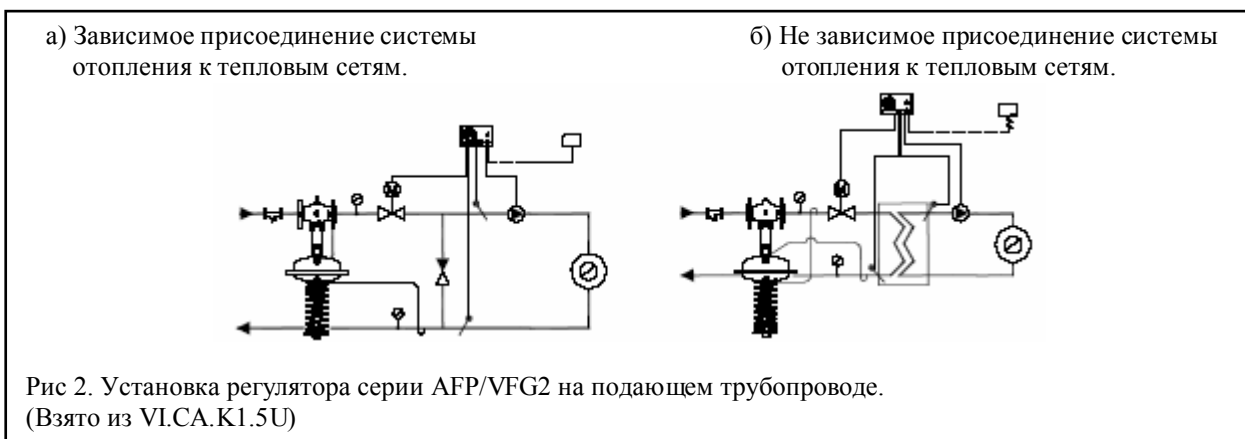 а) Зависимое присоединение системы
отопления к тепловым сетям.
б) Не зависимое присоединение системы
отопления к тепловым сетям.
Рис 2. Установка регулятора серии AFP/VFG2 на подающем трубопроводе.
(Взято из VI.CA.K1.5U)